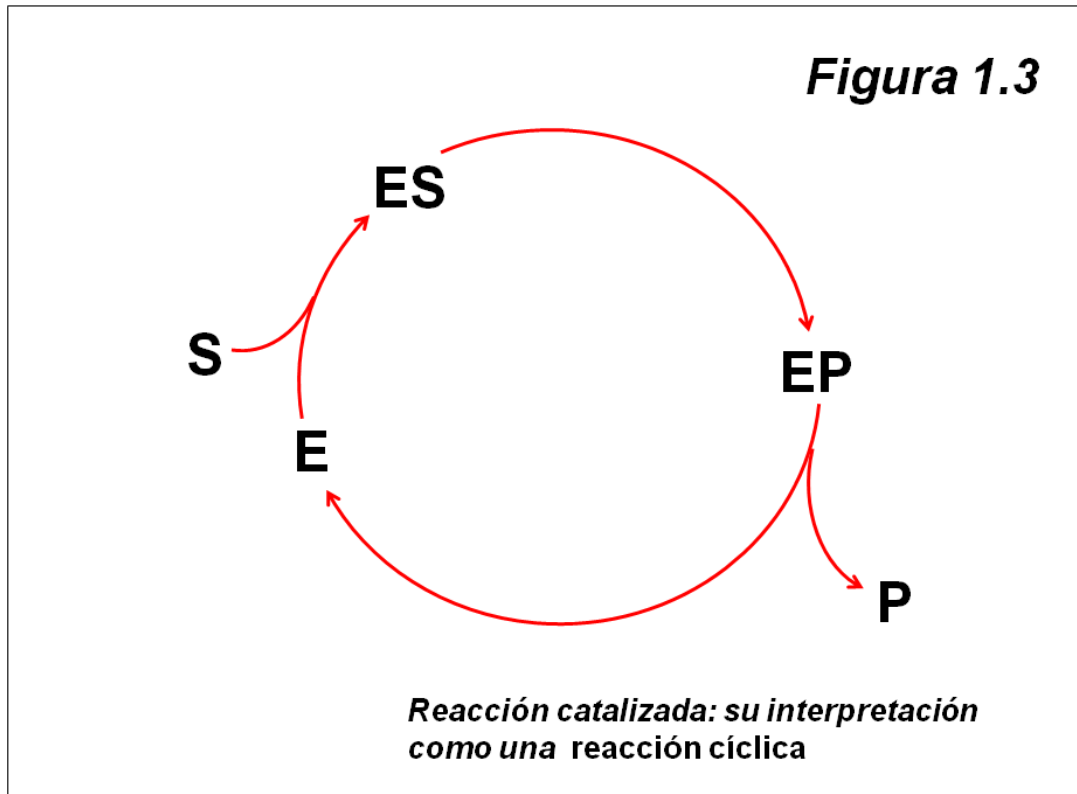 Figura 1.3
ES
S
EP
E
P
Reacción catalizada: su interpretación
como una reacción cíclica